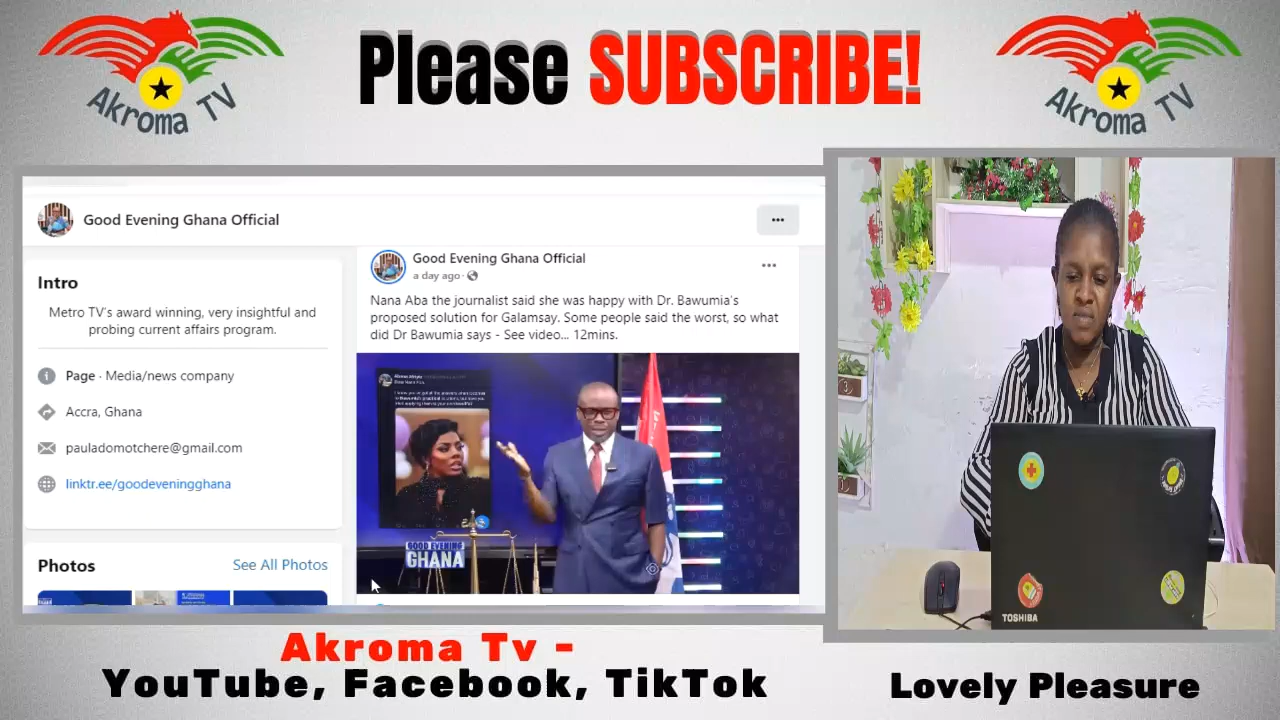 Akroma TV
Please SUBSCRIBE!
Akroma TV
Good Evening Ghana Official
Intro
Metro TV's award winning, very insightful and
probing current affairs program.
Page · Media/news company
Accra, Ghana
pauladomotchere@gmail.com
linktr.ee/goodeveningghana
Photos
See All Photos
Good Evening Ghana Official
a day ago ·
Nana Aba the journalist said she was happy with Dr. Bawumia's
proposed solution for Galamsay. Some people said the worst, so what
did Dr Bawumia says - See video... 12mins.
GOOD EVENING
GHANA
TOSHIBA
Akroma Tv -
YouTube, Facebook, TikTok
Lovely Pleasure